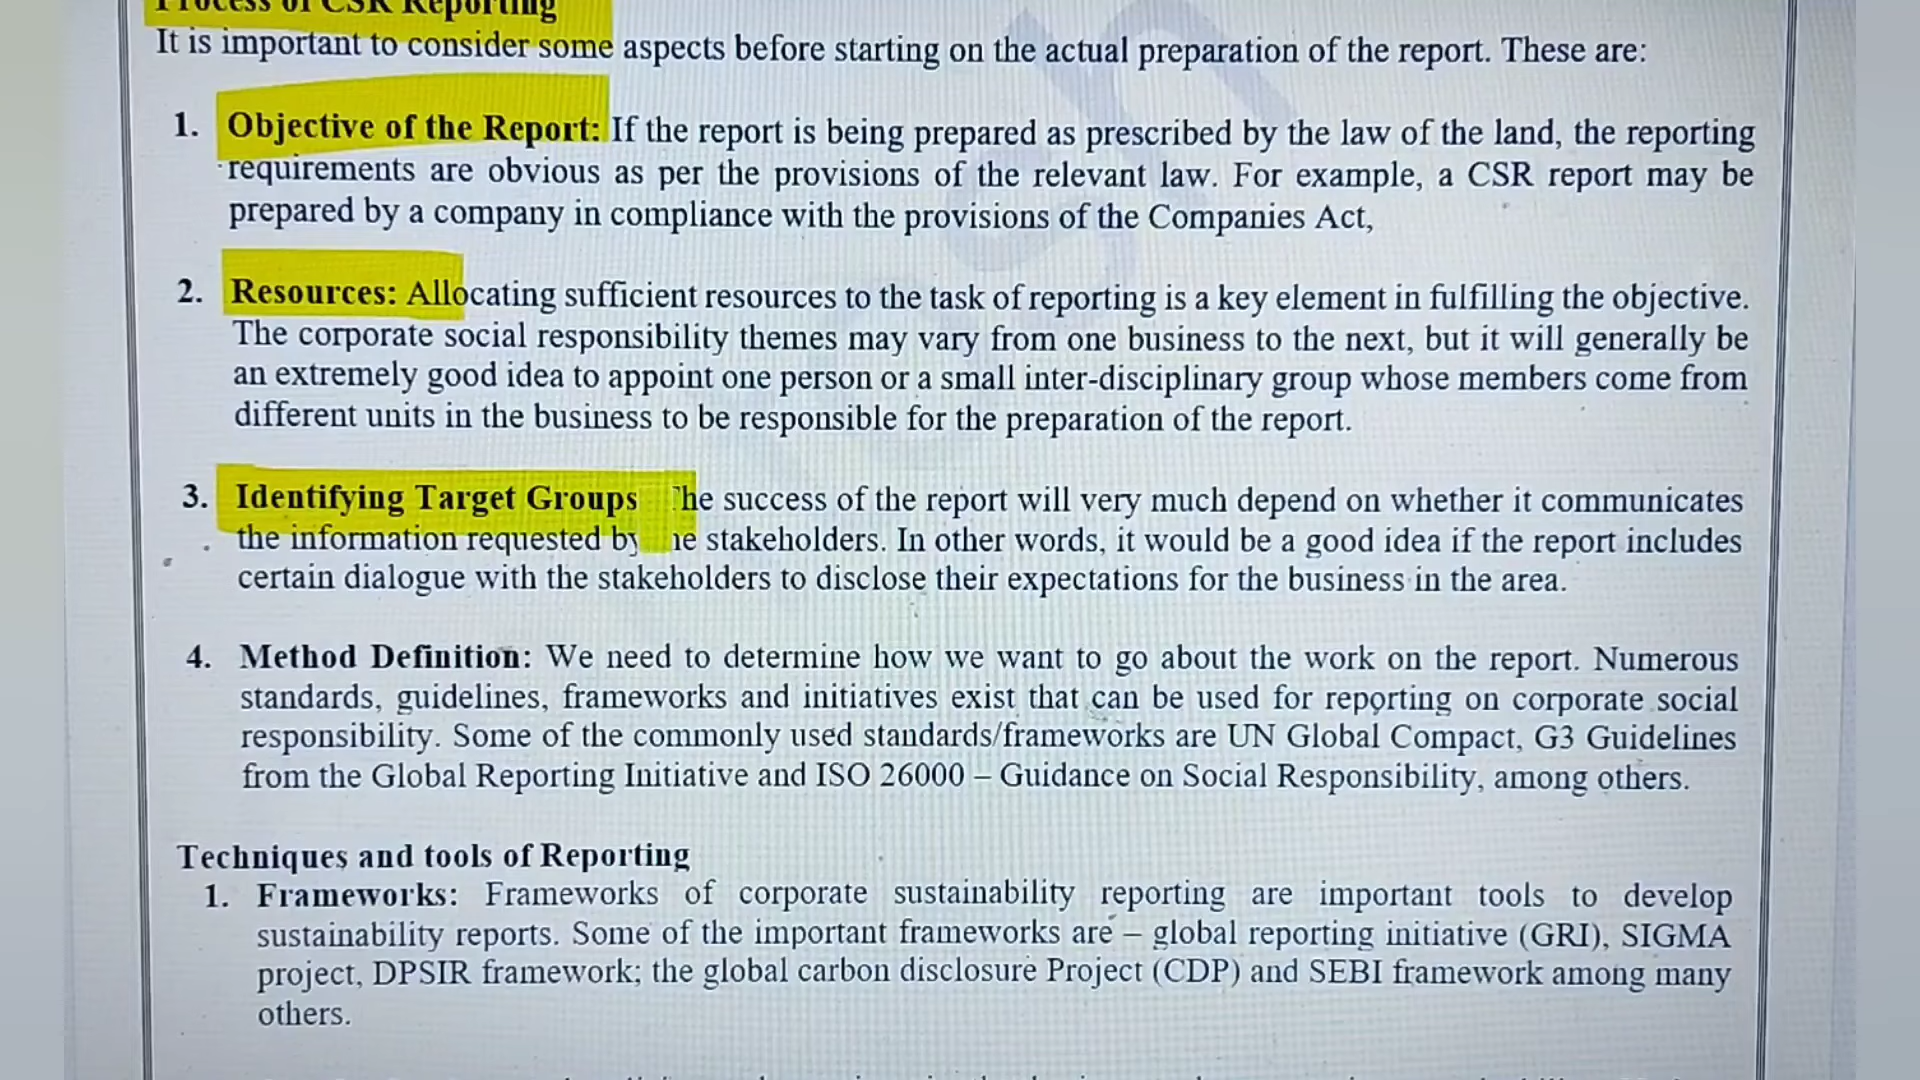 Process of CSR Reporting
It is important to consider some aspects before starting on the actual preparation of the report. These are:
1. Objective of the Report: If the report is being prepared as prescribed by the law of the land, the reporting
requirements are obvious as per the provisions of the relevant law. For example, a CSR report may be
prepared by a company in compliance with the provisions of the Companies Act,
2. Resources: Allocating sufficient resources to the task of reporting is a key element in fulfilling the objective.
The corporate social responsibility themes may vary from one business to the next, but it will generally be
an extremely good idea to appoint one person or a small inter-disciplinary group whose members come from
different units in the business to be responsible for the preparation of the report.
3. Identifying Target Groups The success of the report will very much depend on whether it communicates
the information requested by stakeholders. In other words, it would be a good idea if the report includes
certain dialogue with the stakeholders to disclose their expectations for the business in the area.
4. Method Definition: We need to determine how we want to go about the work on the report. Numerous
standards, guidelines, frameworks and initiatives exist that can be used for reporting on corporate social
responsibility. Some of the commonly used standards/frameworks are UN Global Compact, G3 Guidelines
from the Global Reporting Initiative and ISO 26000 – Guidance on Social Responsibility, among others.
Techniques and tools of Reporting
1. Frameworks: Frameworks of corporate sustainability reporting are important tools to develop
sustainability reports. Some of the important frameworks are – global reporting initiative (GRI), SIGMA
project, DPSIR framework; the global carbon disclosure Project (CDP) and SEBI framework among many
others.